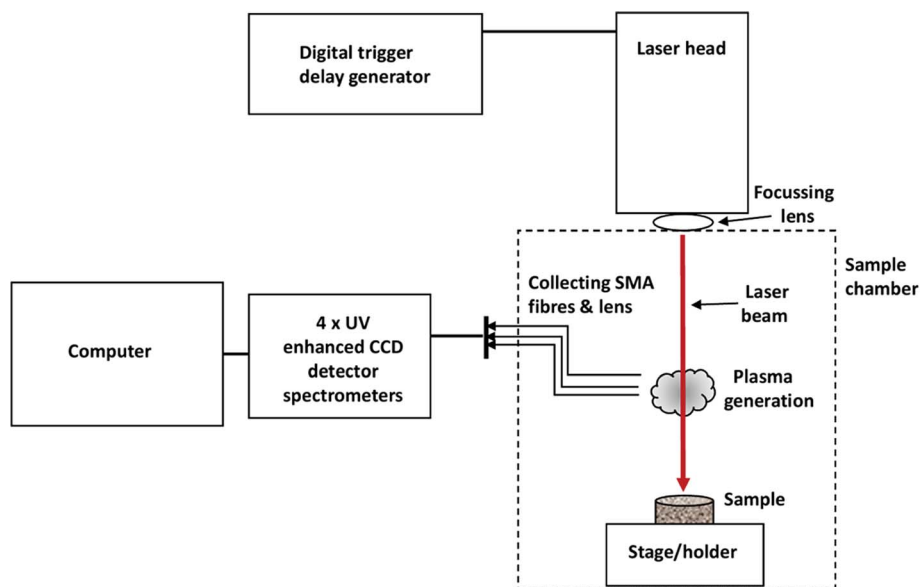 Digital trigger
delay generator
Laser head
Focussing
lens
Sample
chamber
Collecting SMA
fibres & lens
Laser
beam
Computer
4 x UV
enhanced CCD
detector
spectrometers
Plasma
generation
Sample
Stage/holder